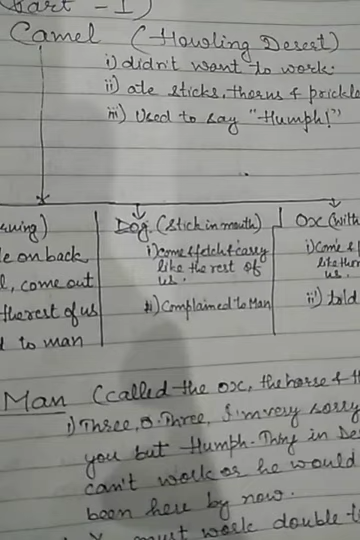 (Part - 1)
Camel (Howling Desert)
i) didn't want to work.
ii) ate sticks, thorns & prickle
iii) Used to say "Humph!"
le on back
, come out
the rest of us
to man
Dog (Stick in mouth)
i) come & fetch & carry
like the rest of
us.
ii) Complained to Man
Ox (with
i) come &
like the
us.
ii) told
Man (called the ox, the horse & th
i) Three, O Three, I'm very sorry
you but Humph-Thing in De
can't work or he would
been here by now.
must work double t